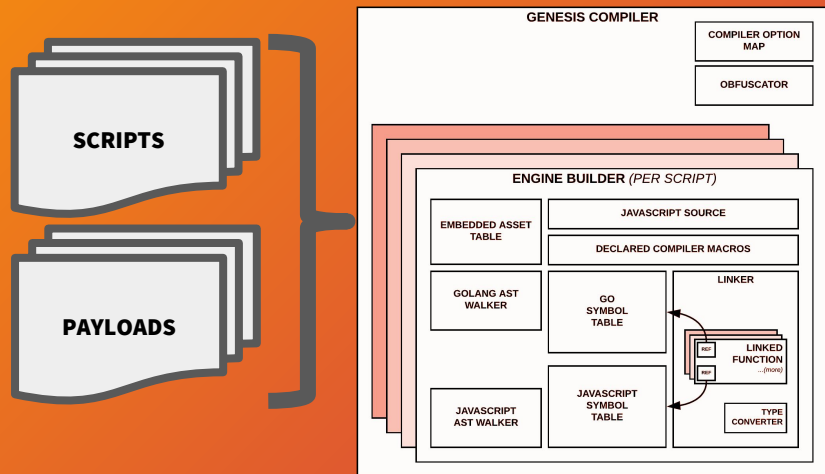 SCRIPTS
PAYLOADS
GENESIS COMPILER
COMPILER OPTION
MAP
OBFUSCATOR
ENGINE BUILDER (PER SCRIPT)
EMBEDDED ASSET
TABLE
JAVASCRIPT SOURCE
DECLARED COMPILER MACROS
GOLANG AST
WALKER
GO
SYMBOL
TABLE
LINKER
REF
LINKED
FUNCTION
...(more)
REF
JAVASCRIPT
AST WALKER
JAVASCRIPT
SYMBOL
TABLE
TYPE
CONVERTER